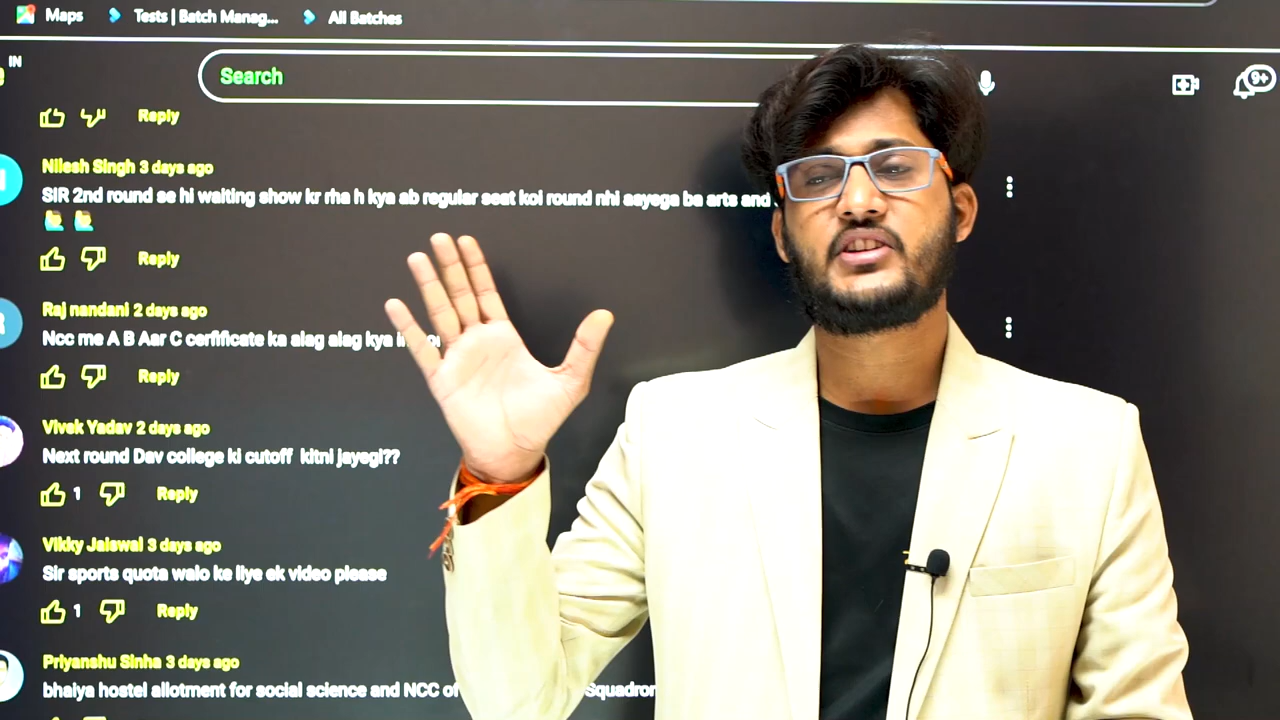 Maps Tests | Batch Manag... All Batches
IN
Search
9+
Reply
Nilesh Singh 3 days ago
SIR 2nd round se hi waiting show kr rha h kya ab regular seat koi round nhi aayega ba arts and
Reply
Raj nandani 2 days ago
Ncc me A B Aar C cerfificate ka alag alag kya
Reply
Vivek Yadav 2 days ago
Next round Dav college ki cutoff kitni jayegi??
1 Reply
Vikky Jaiswal 3 days ago
Sir sports quota walo ke liye ek video please
1 Reply
Priyanshu Sinha 3 days ago
bhaiya hostel allotment for social science and NCC of Squadron